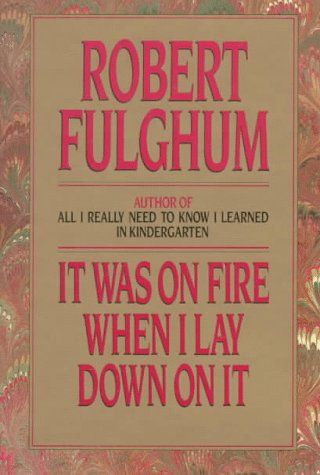 ROBERT
FULGHUM
AUTHOR OF
ALL I REALLY NEED TO KNOW I LEARNED
IN KINDERGARTEN
IT WAS ON FIRE
WHEN I LAY
DOWN ON IT